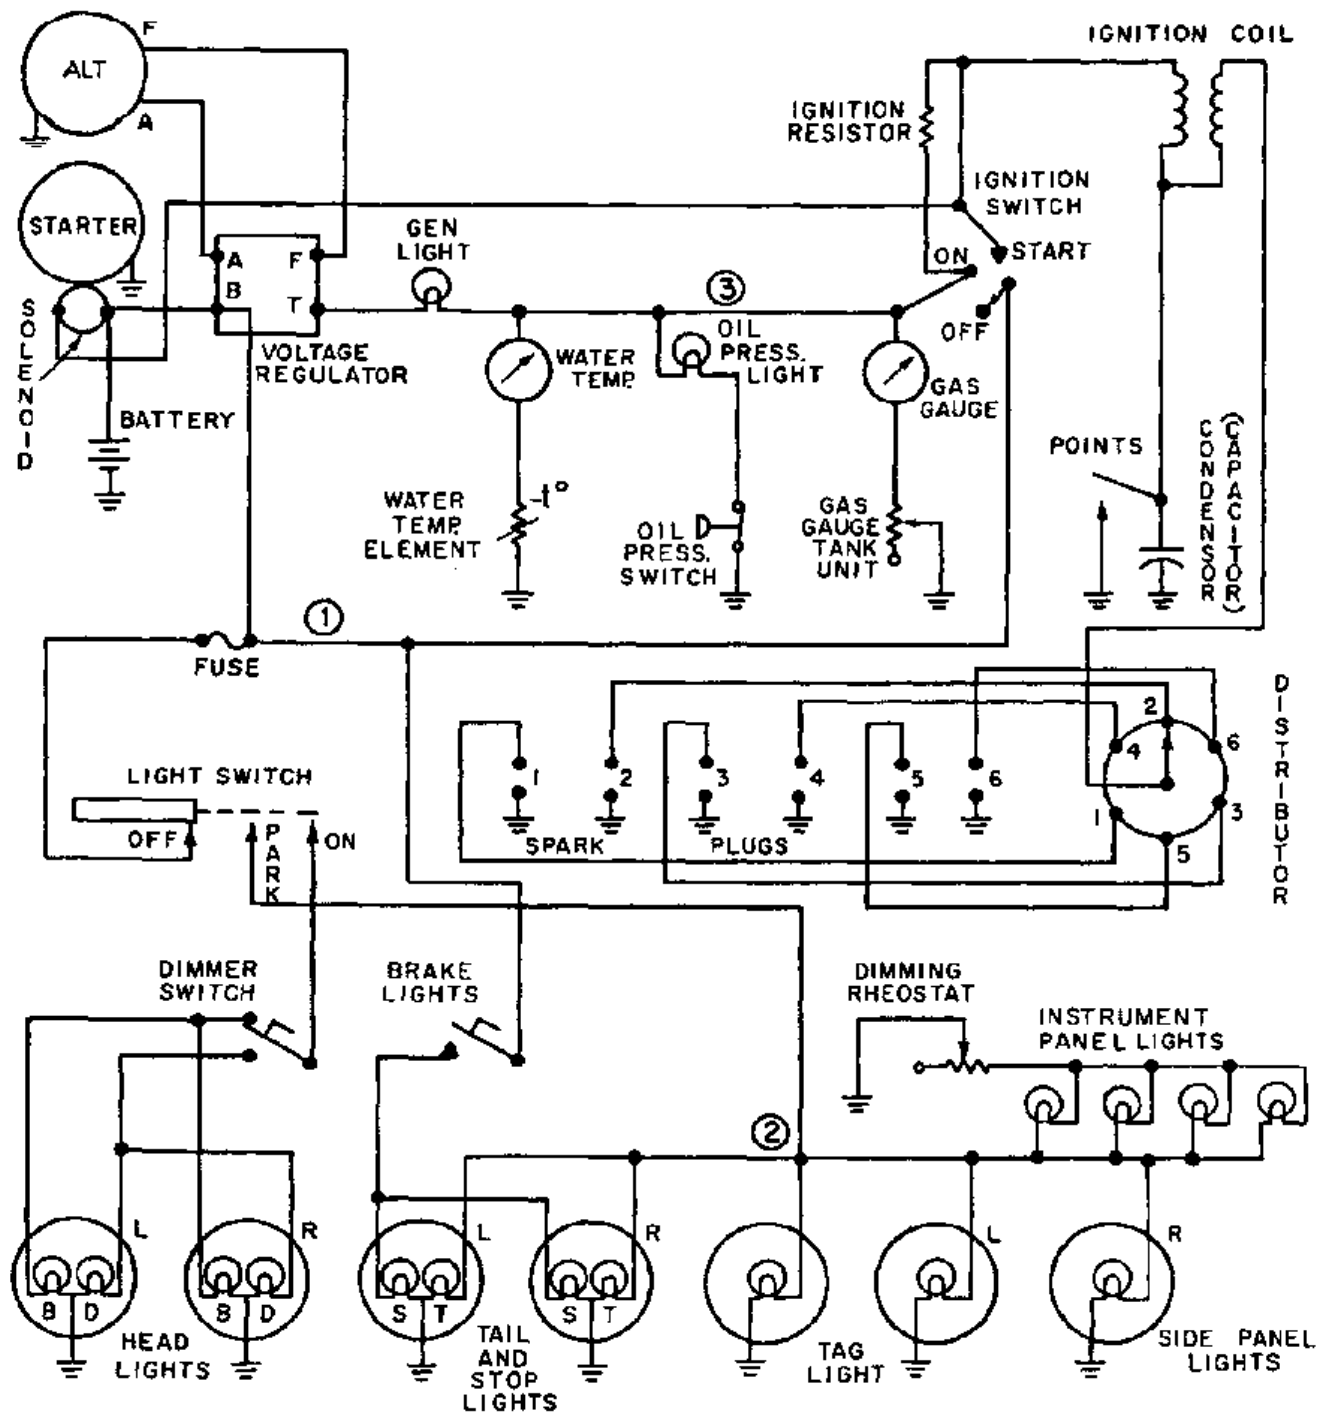 F
IGNITION COIL
ALT
IGNITION
RESISTOR
A
IGNITION
SWITCH
STARTER
GEN
LIGHT
START
A
F
ON
B
3
T
OFF
OIL
PRESS.
LIGHT
SOLENOID
VOLTAGE
REGULATOR
WATER
TEMP.
GAS
GAUGE
BATTERY
POINTS
CONDENSOR
(CAPACITOR)
WATER
TEMP.
ELEMENT
-t°
GAS
GAUGE
TANK
UNIT
OIL
PRESS.
SWITCH
1
FUSE
DISTRIBUTOR
2
4
6
1
3
5
1
2
3
4
5
6
SPARK PLUGS
LIGHT SWITCH
OFF
PARK
ON
DIMMER
SWITCH
BRAKE
LIGHTS
DIMMING
RHEOSTAT
INSTRUMENT
PANEL LIGHTS
2
L
R
L
R
L
R
B D
B D
S T
S T
HEAD
LIGHTS
TAIL
AND
STOP
LIGHTS
TAG
LIGHT
SIDE PANEL
LIGHTS